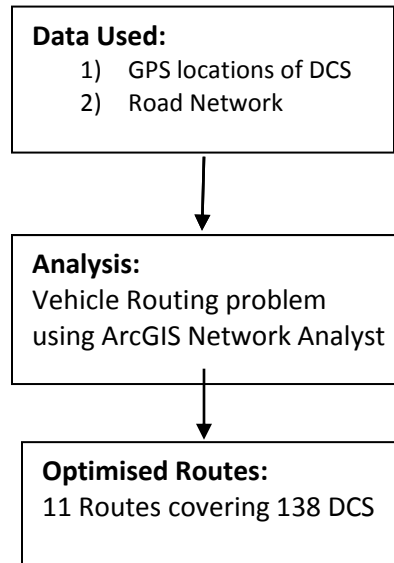 Data Used:
1) GPS locations of DCS
2) Road Network
Analysis:
Vehicle Routing problem
using ArcGIS Network Analyst
Optimised Routes:
11 Routes covering 138 DCS